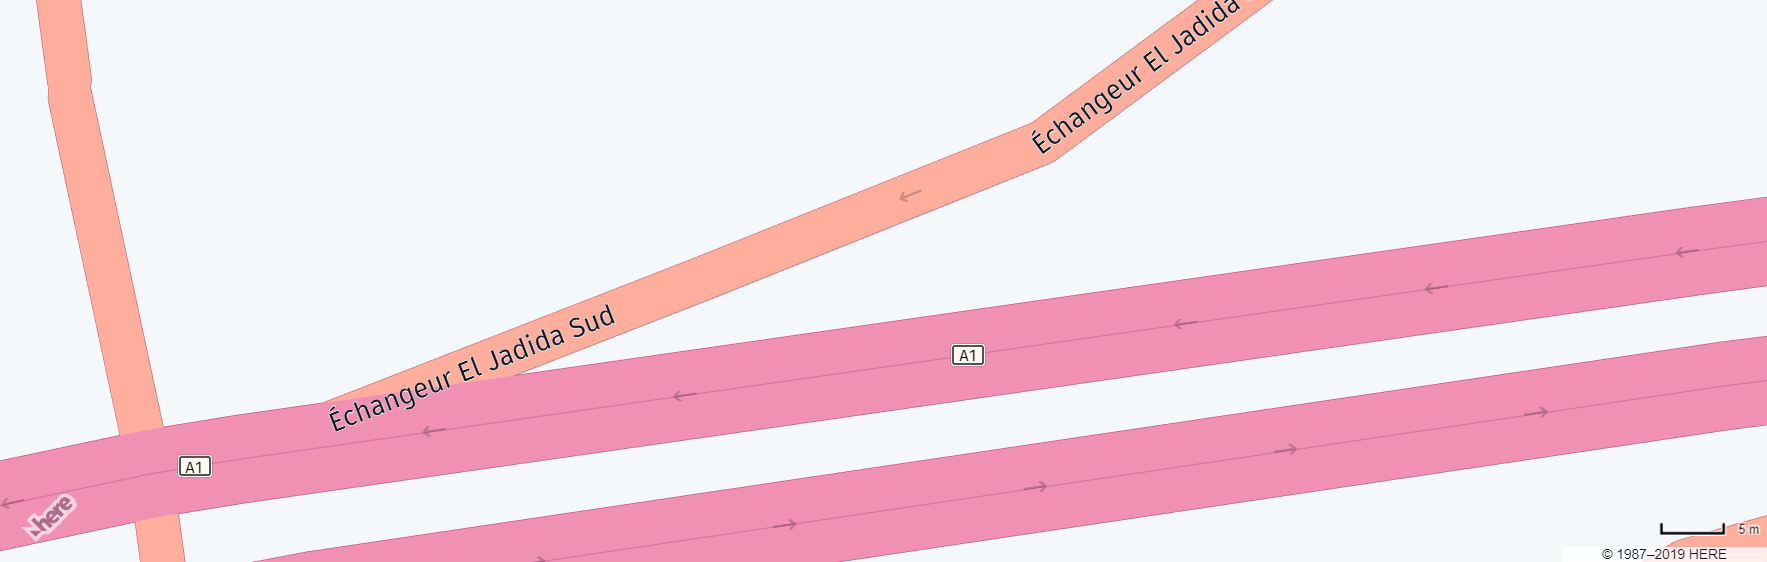 Échangeur El Jadida
Échangeur El Jadida Sud
A1
A1
here
5 m
© 1987–2019 HERE